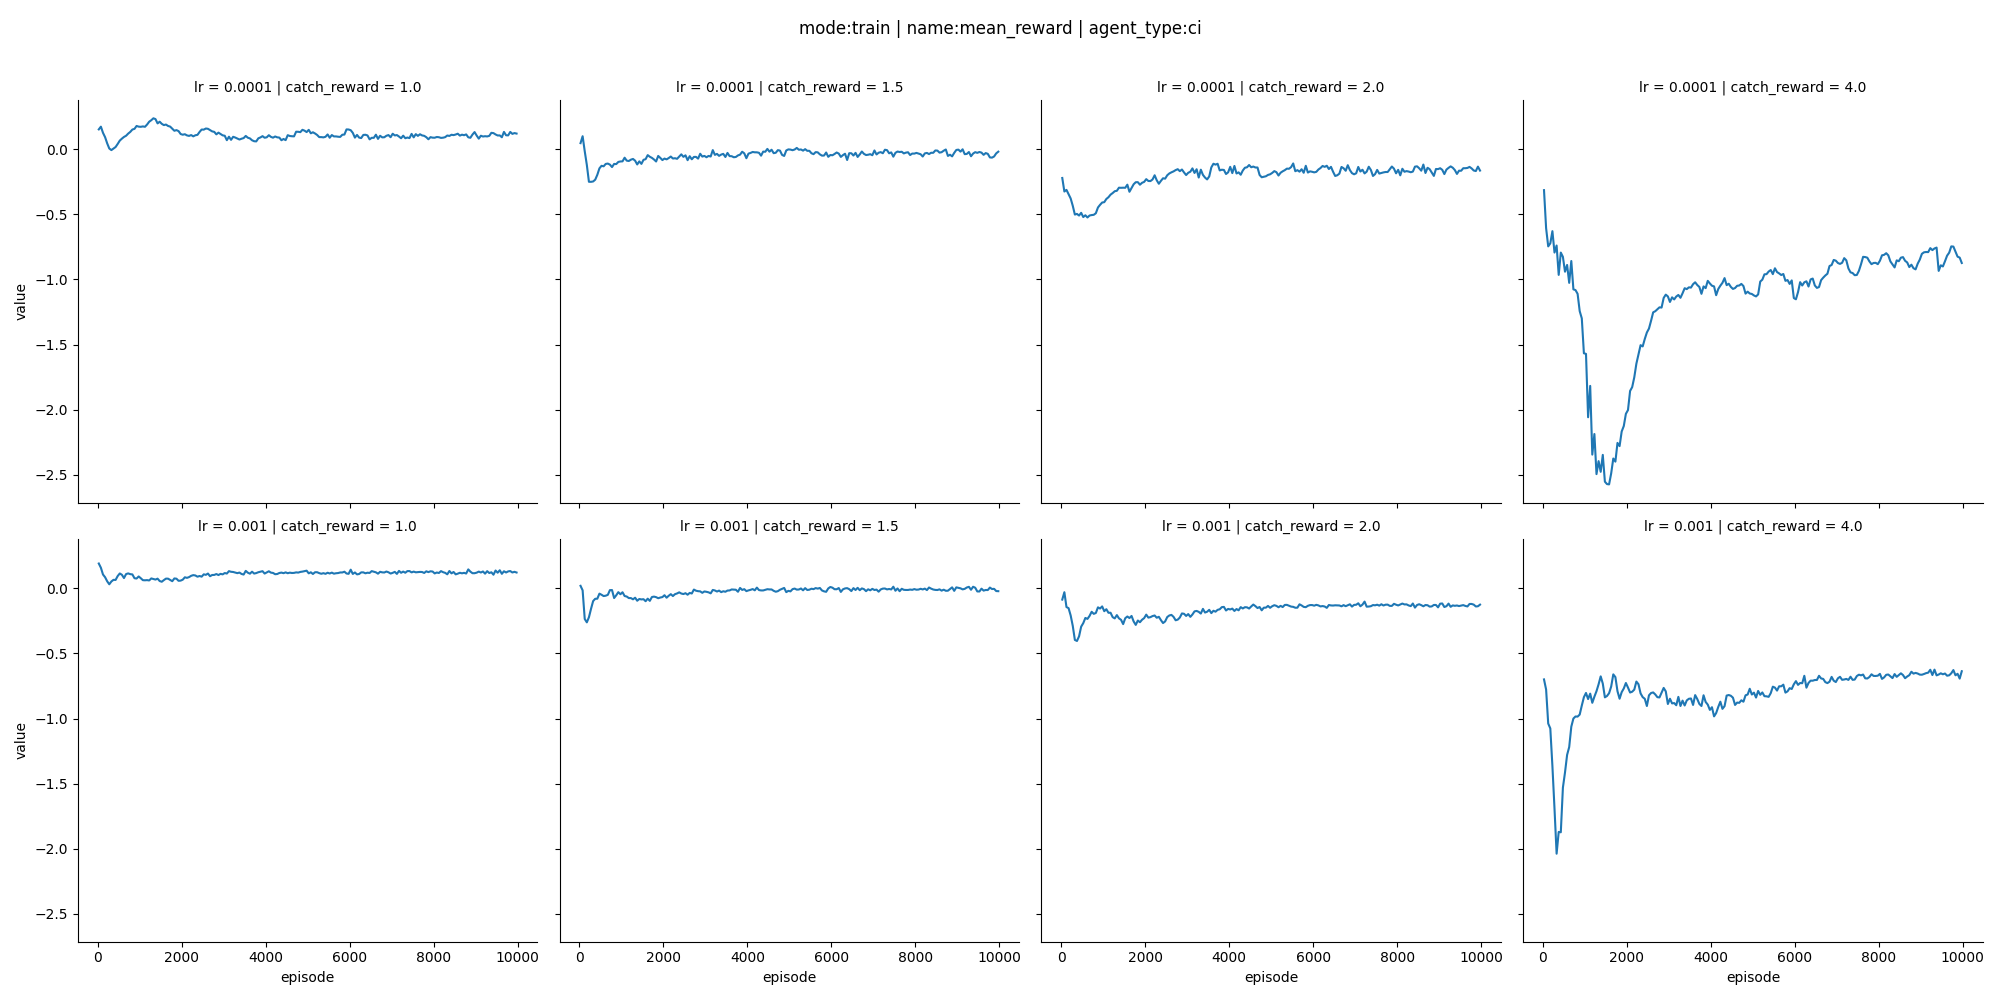 mode:train | name:mean_reward | agent_type:ci
lr = 0.0001 | catch_reward = 1.0
lr = 0.0001 | catch_reward = 1.5
lr = 0.0001 | catch_reward = 2.0
lr = 0.0001 | catch_reward = 4.0
0.0
−0.5
−1.0
−1.5
−2.0
−2.5
value
lr = 0.001 | catch_reward = 1.0
lr = 0.001 | catch_reward = 1.5
lr = 0.001 | catch_reward = 2.0
lr = 0.001 | catch_reward = 4.0
0.0
−0.5
−1.0
−1.5
−2.0
−2.5
value
0 2000 4000 6000 8000 10000
0 2000 4000 6000 8000 10000
0 2000 4000 6000 8000 10000
0 2000 4000 6000 8000 10000
episode
episode
episode
episode